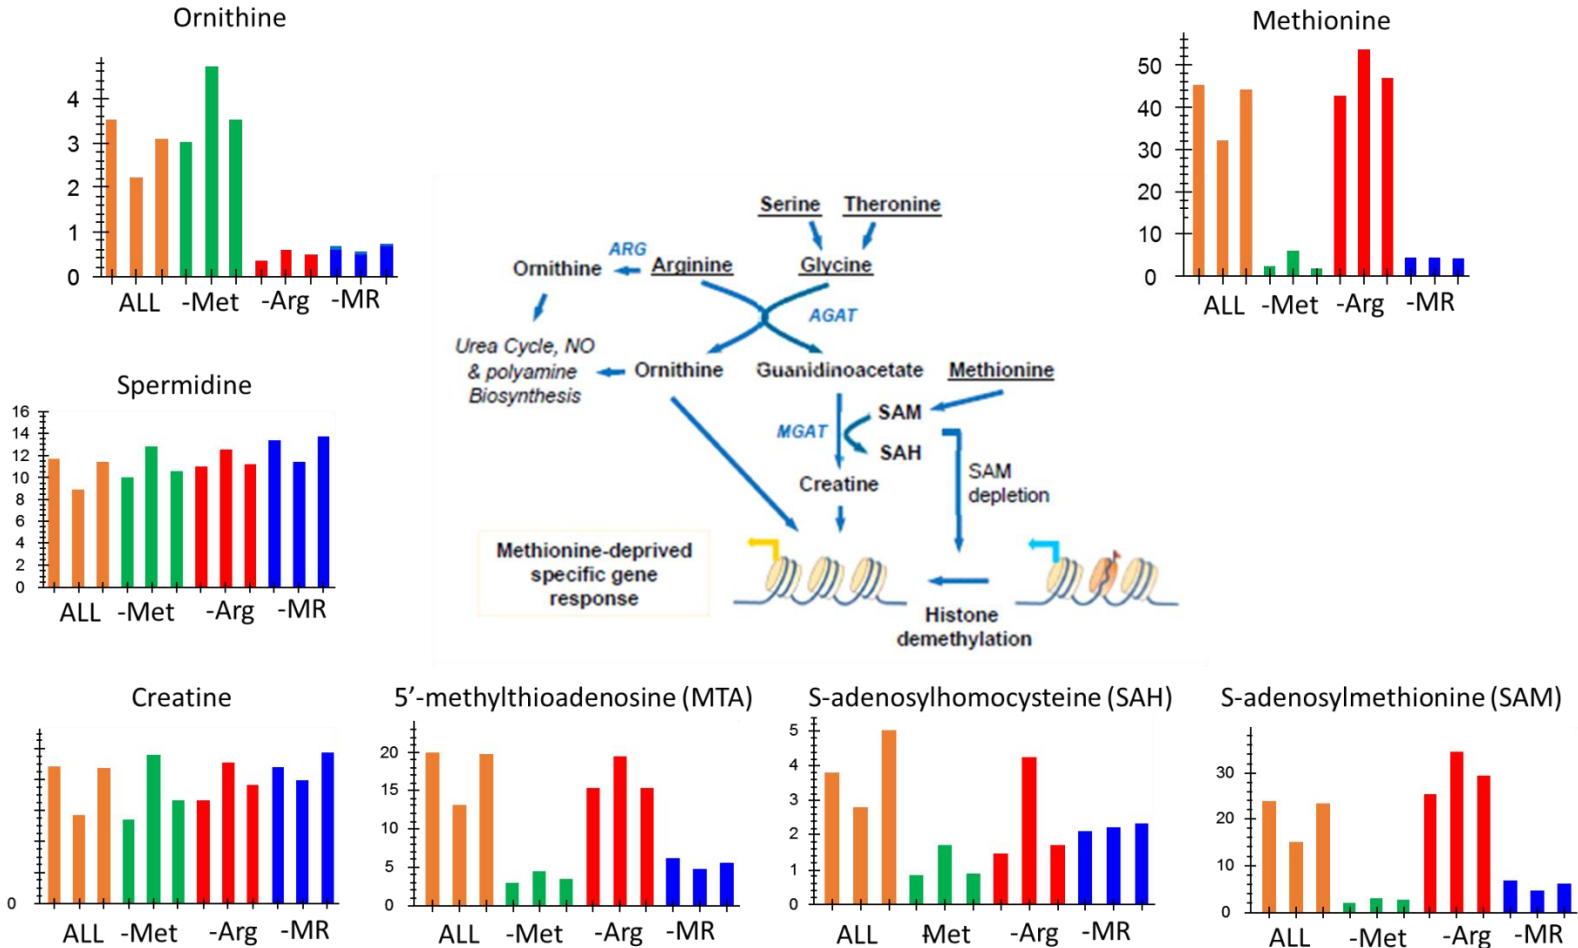 Ornithine
4
3
2
1
0
ALL -Met -Arg -MR
Methionine
50
40
30
20
10
0
ALL -Met -Arg -MR
Spermidine
16
14
12
10
8
6
4
2
0
ALL -Met -Arg -MR
Serine Theronine
ARG
Ornithine Arginine Glycine
AGAT
Urea Cycle, NO
& polyamine
Biosynthesis
Ornithine Guanidinoacetate Methionine
SAM
MGAT
SAH
Creatine
SAM
depletion
Methionine-deprived
specific gene
response
Histone
demethylation
Creatine
0
ALL -Met -Arg -MR
5’-methylthioadenosine (MTA)
20
15
10
5
0
ALL -Met -Arg -MR
S-adenosylhomocysteine (SAH)
5
4
3
2
1
0
ALL -Met -Arg -MR
S-adenosylmethionine (SAM)
30
20
10
0
ALL -Met -Arg -MR